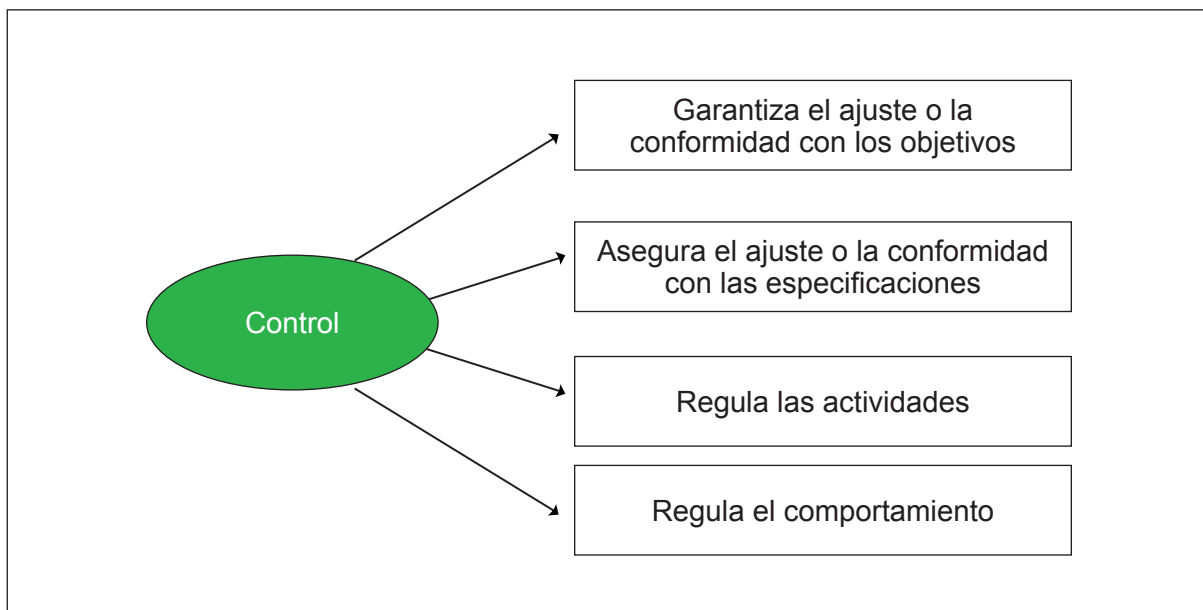 Garantiza el ajuste o la
conformidad con los objetivos
Asegura el ajuste o la conformidad
con las especificaciones
Control
Regula las actividades
Regula el comportamiento